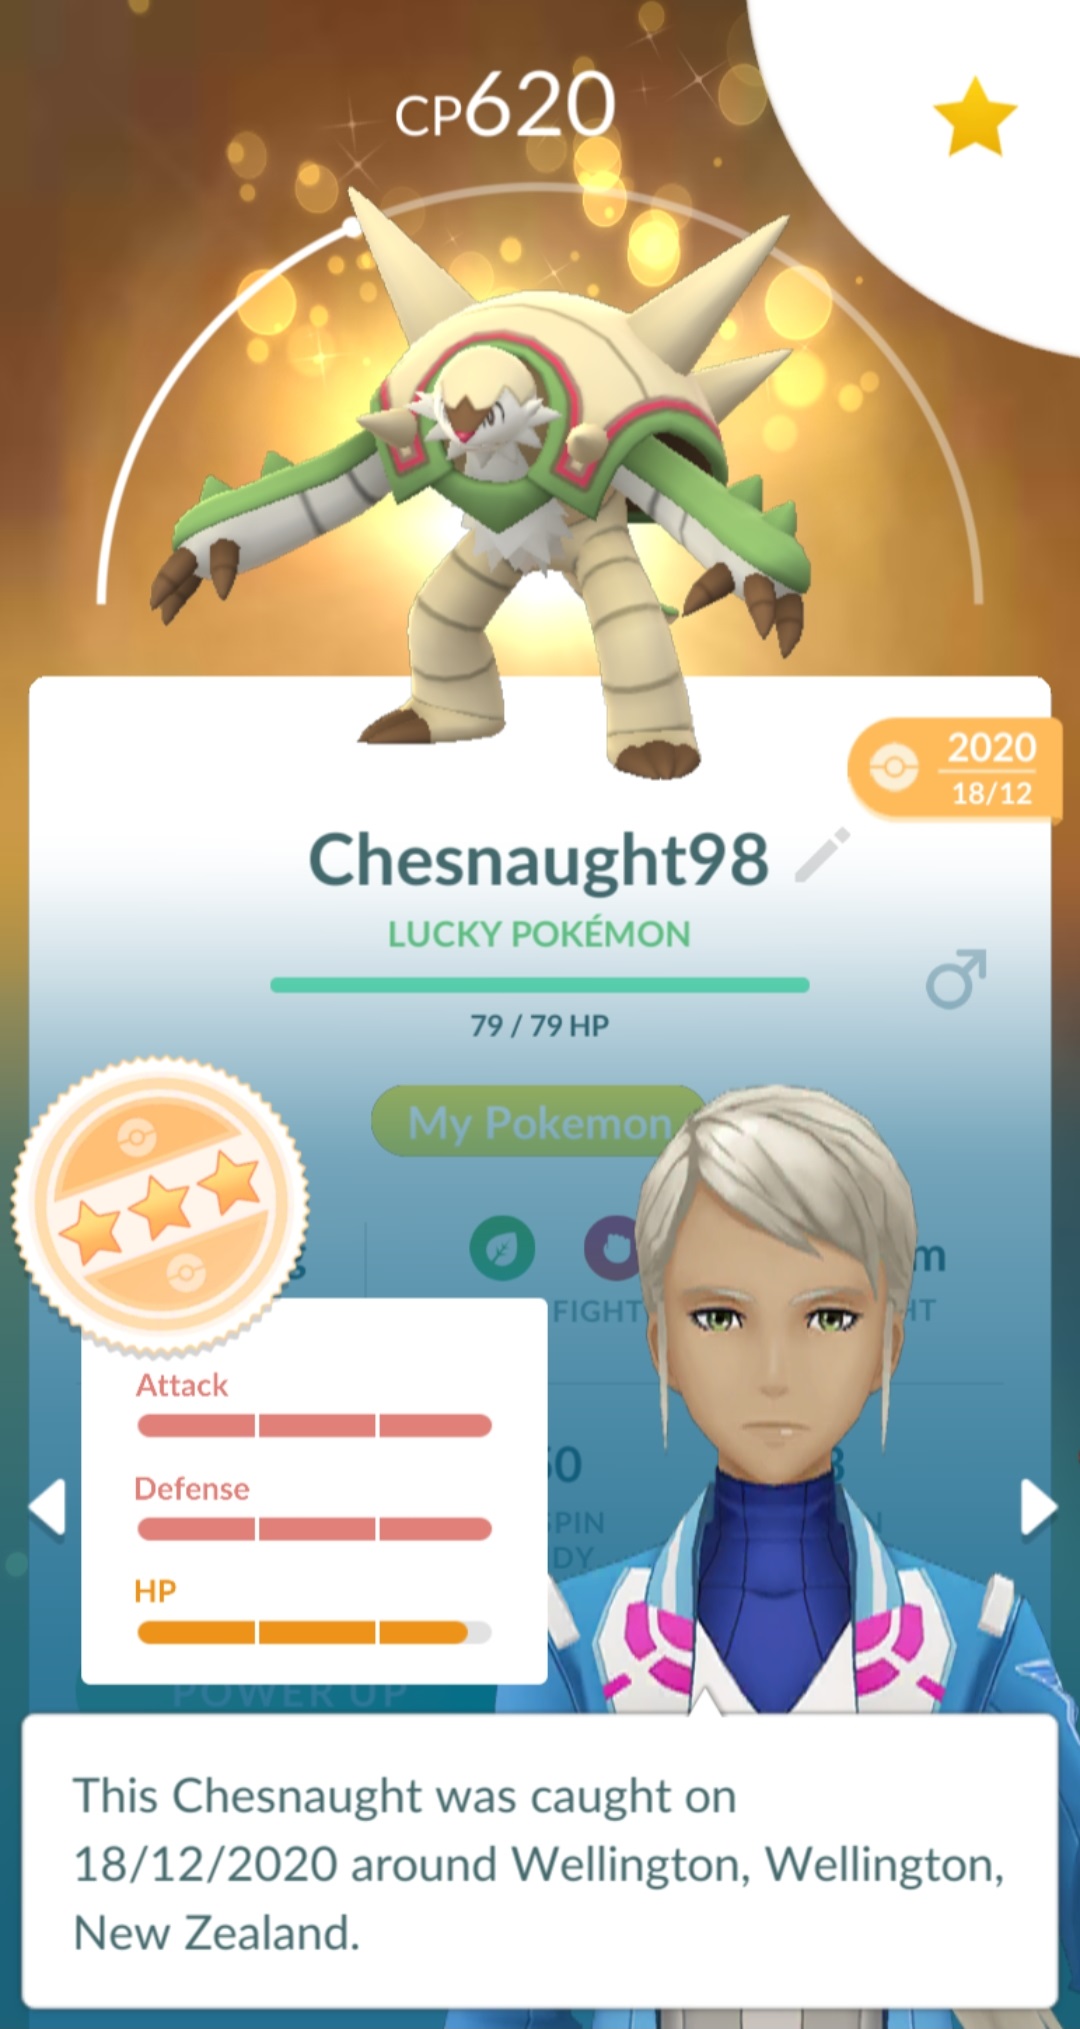 CP620
2020
18/12
Chesnaught98
LUCKY POKÉMON
79 / 79 HP
My Pokemon
FIGHT
Attack
Defense
HP
POWER UP
This Chesnaught was caught on
18/12/2020 around Wellington, Wellington,
New Zealand.